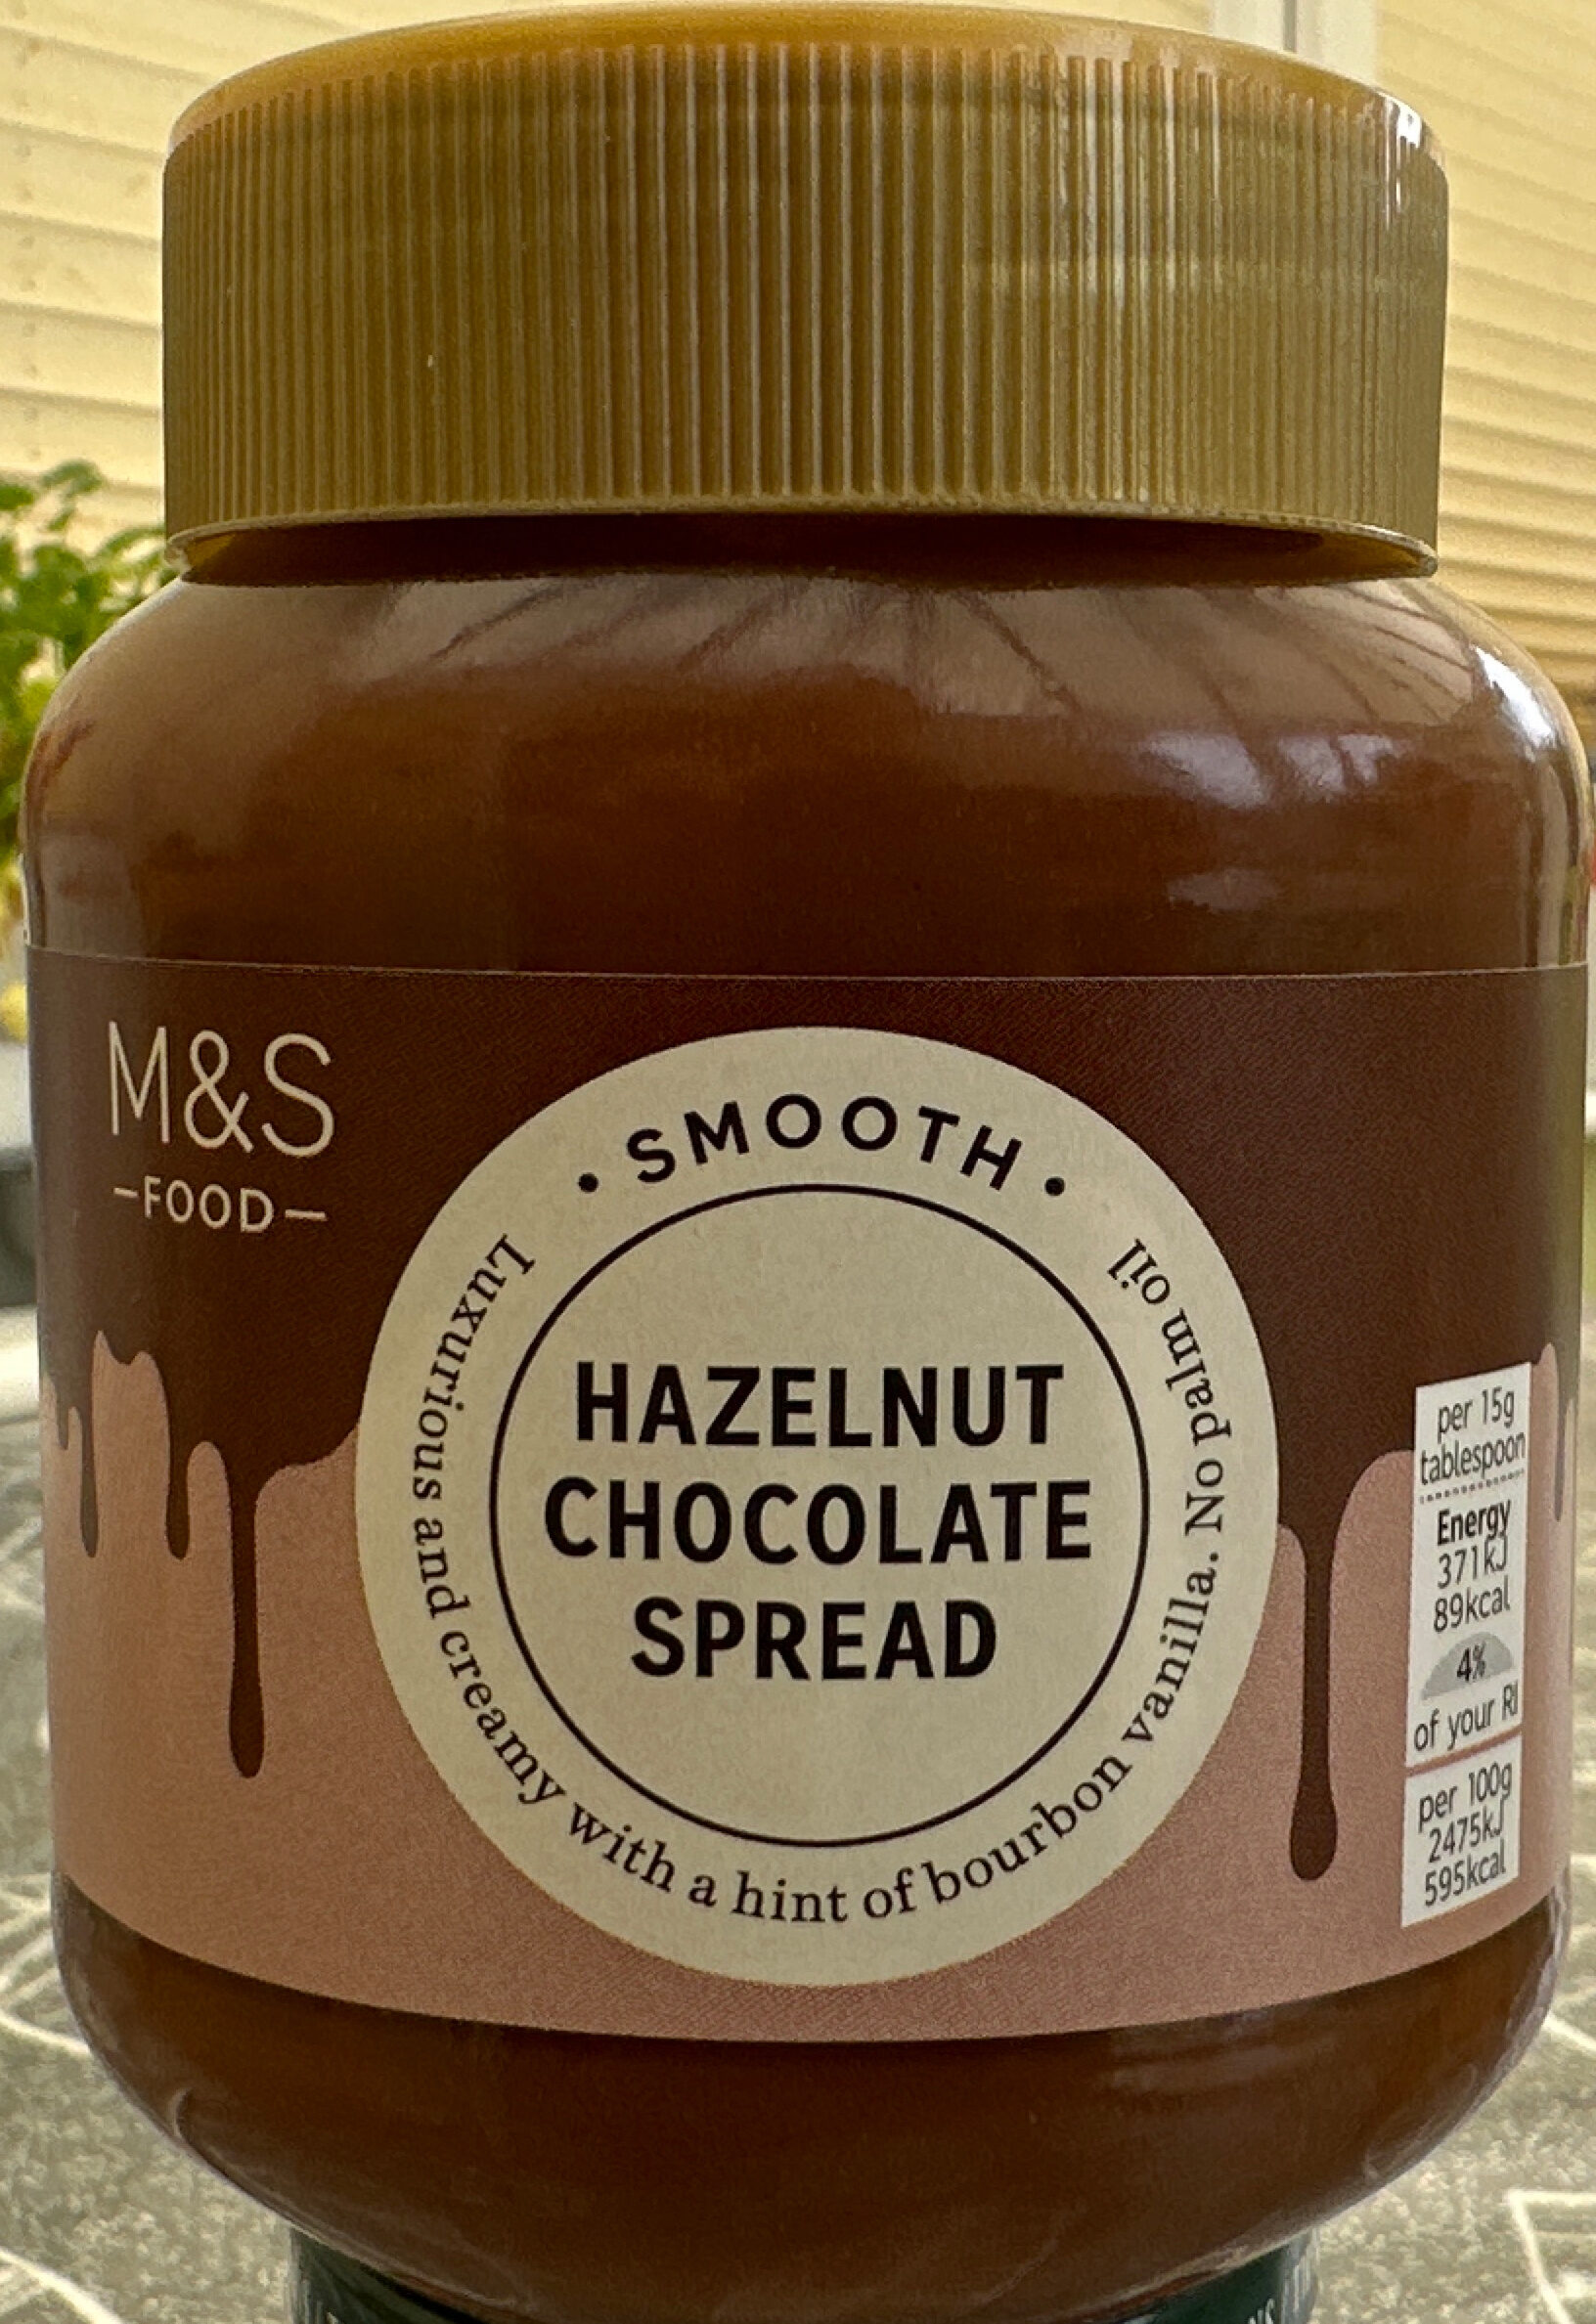 M&S
–FOOD–
• SMOOTH •
Luxurious and creamy with a hint of bourbon vanilla. No palm oil
HAZELNUT
CHOCOLATE
SPREAD
per 15g
tablespoon
Energy
371kJ
89kcal
4%
of your RI
per 100g
2475kJ
595kcal